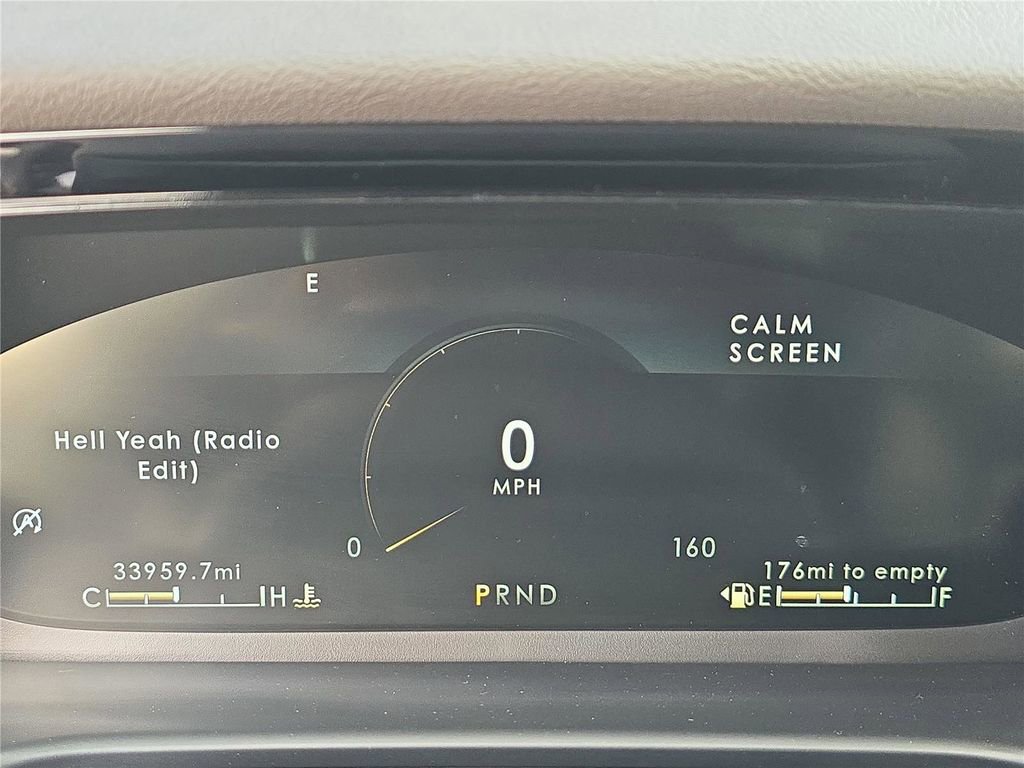 E
CALM
SCREEN
Hell Yeah (Radio
Edit)
0
MPH
A
0
160
33959.7mi
176mi to empty
C H
PRND
E F